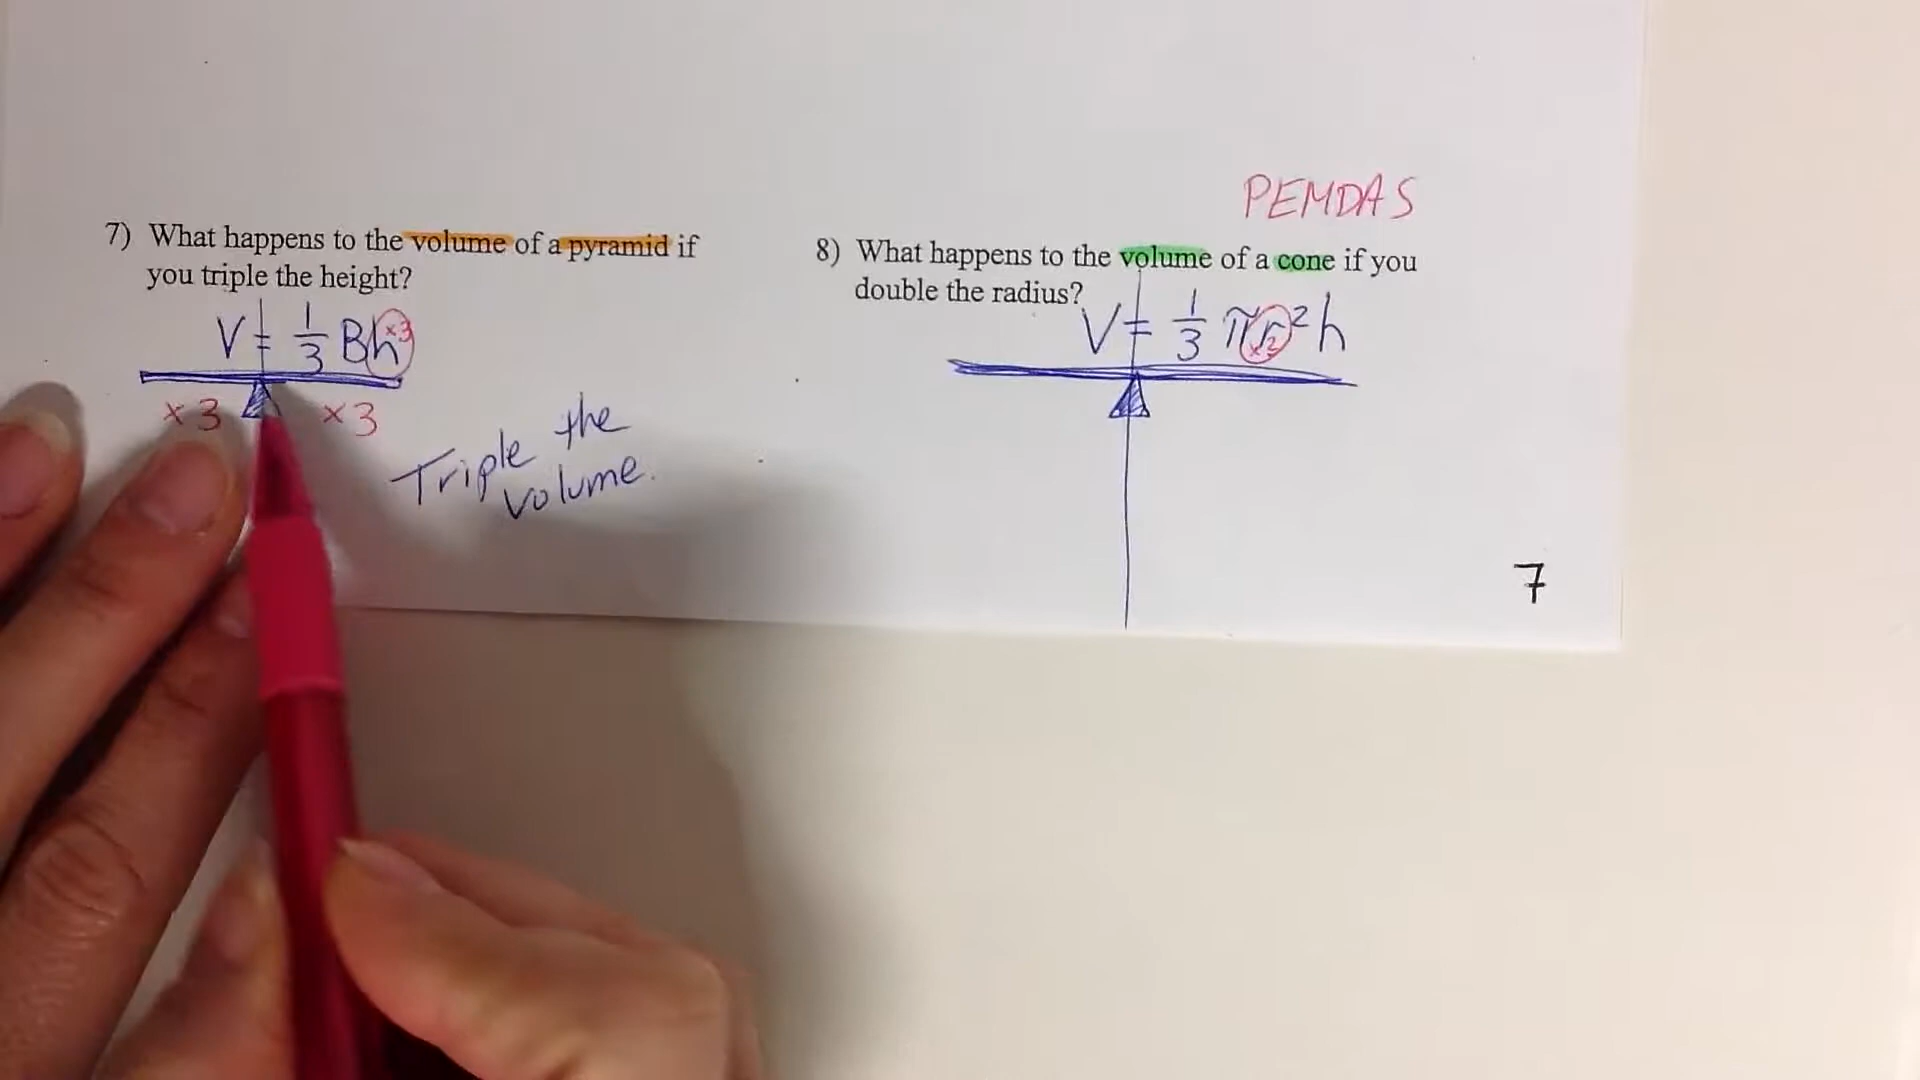 PEMDAS
7) What happens to the volume of a pyramid if
you triple the height?
V = 1/3 Bh ×3
×3 ×3
Triple the
volume.
8) What happens to the volume of a cone if you
double the radius?
V = 1/3 πr²h
×2
7